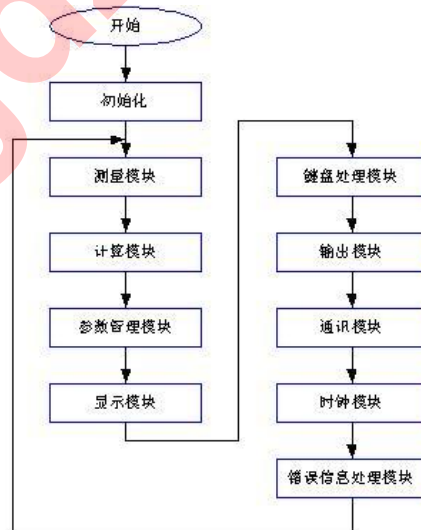 开始
初始化
测量模块
计算模块
参数管理模块
显示模块
键盘处理模块
输出模块
通讯模块
时钟模块
错误信息处理模块